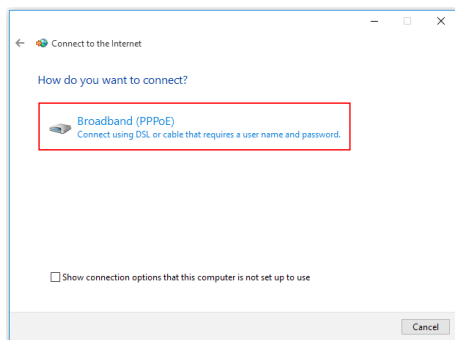 Connect to the Internet
How do you want to connect?
Broadband (PPPoE)
Connect using DSL or cable that requires a user name and password.
Show connection options that this computer is not set up to use
Cancel